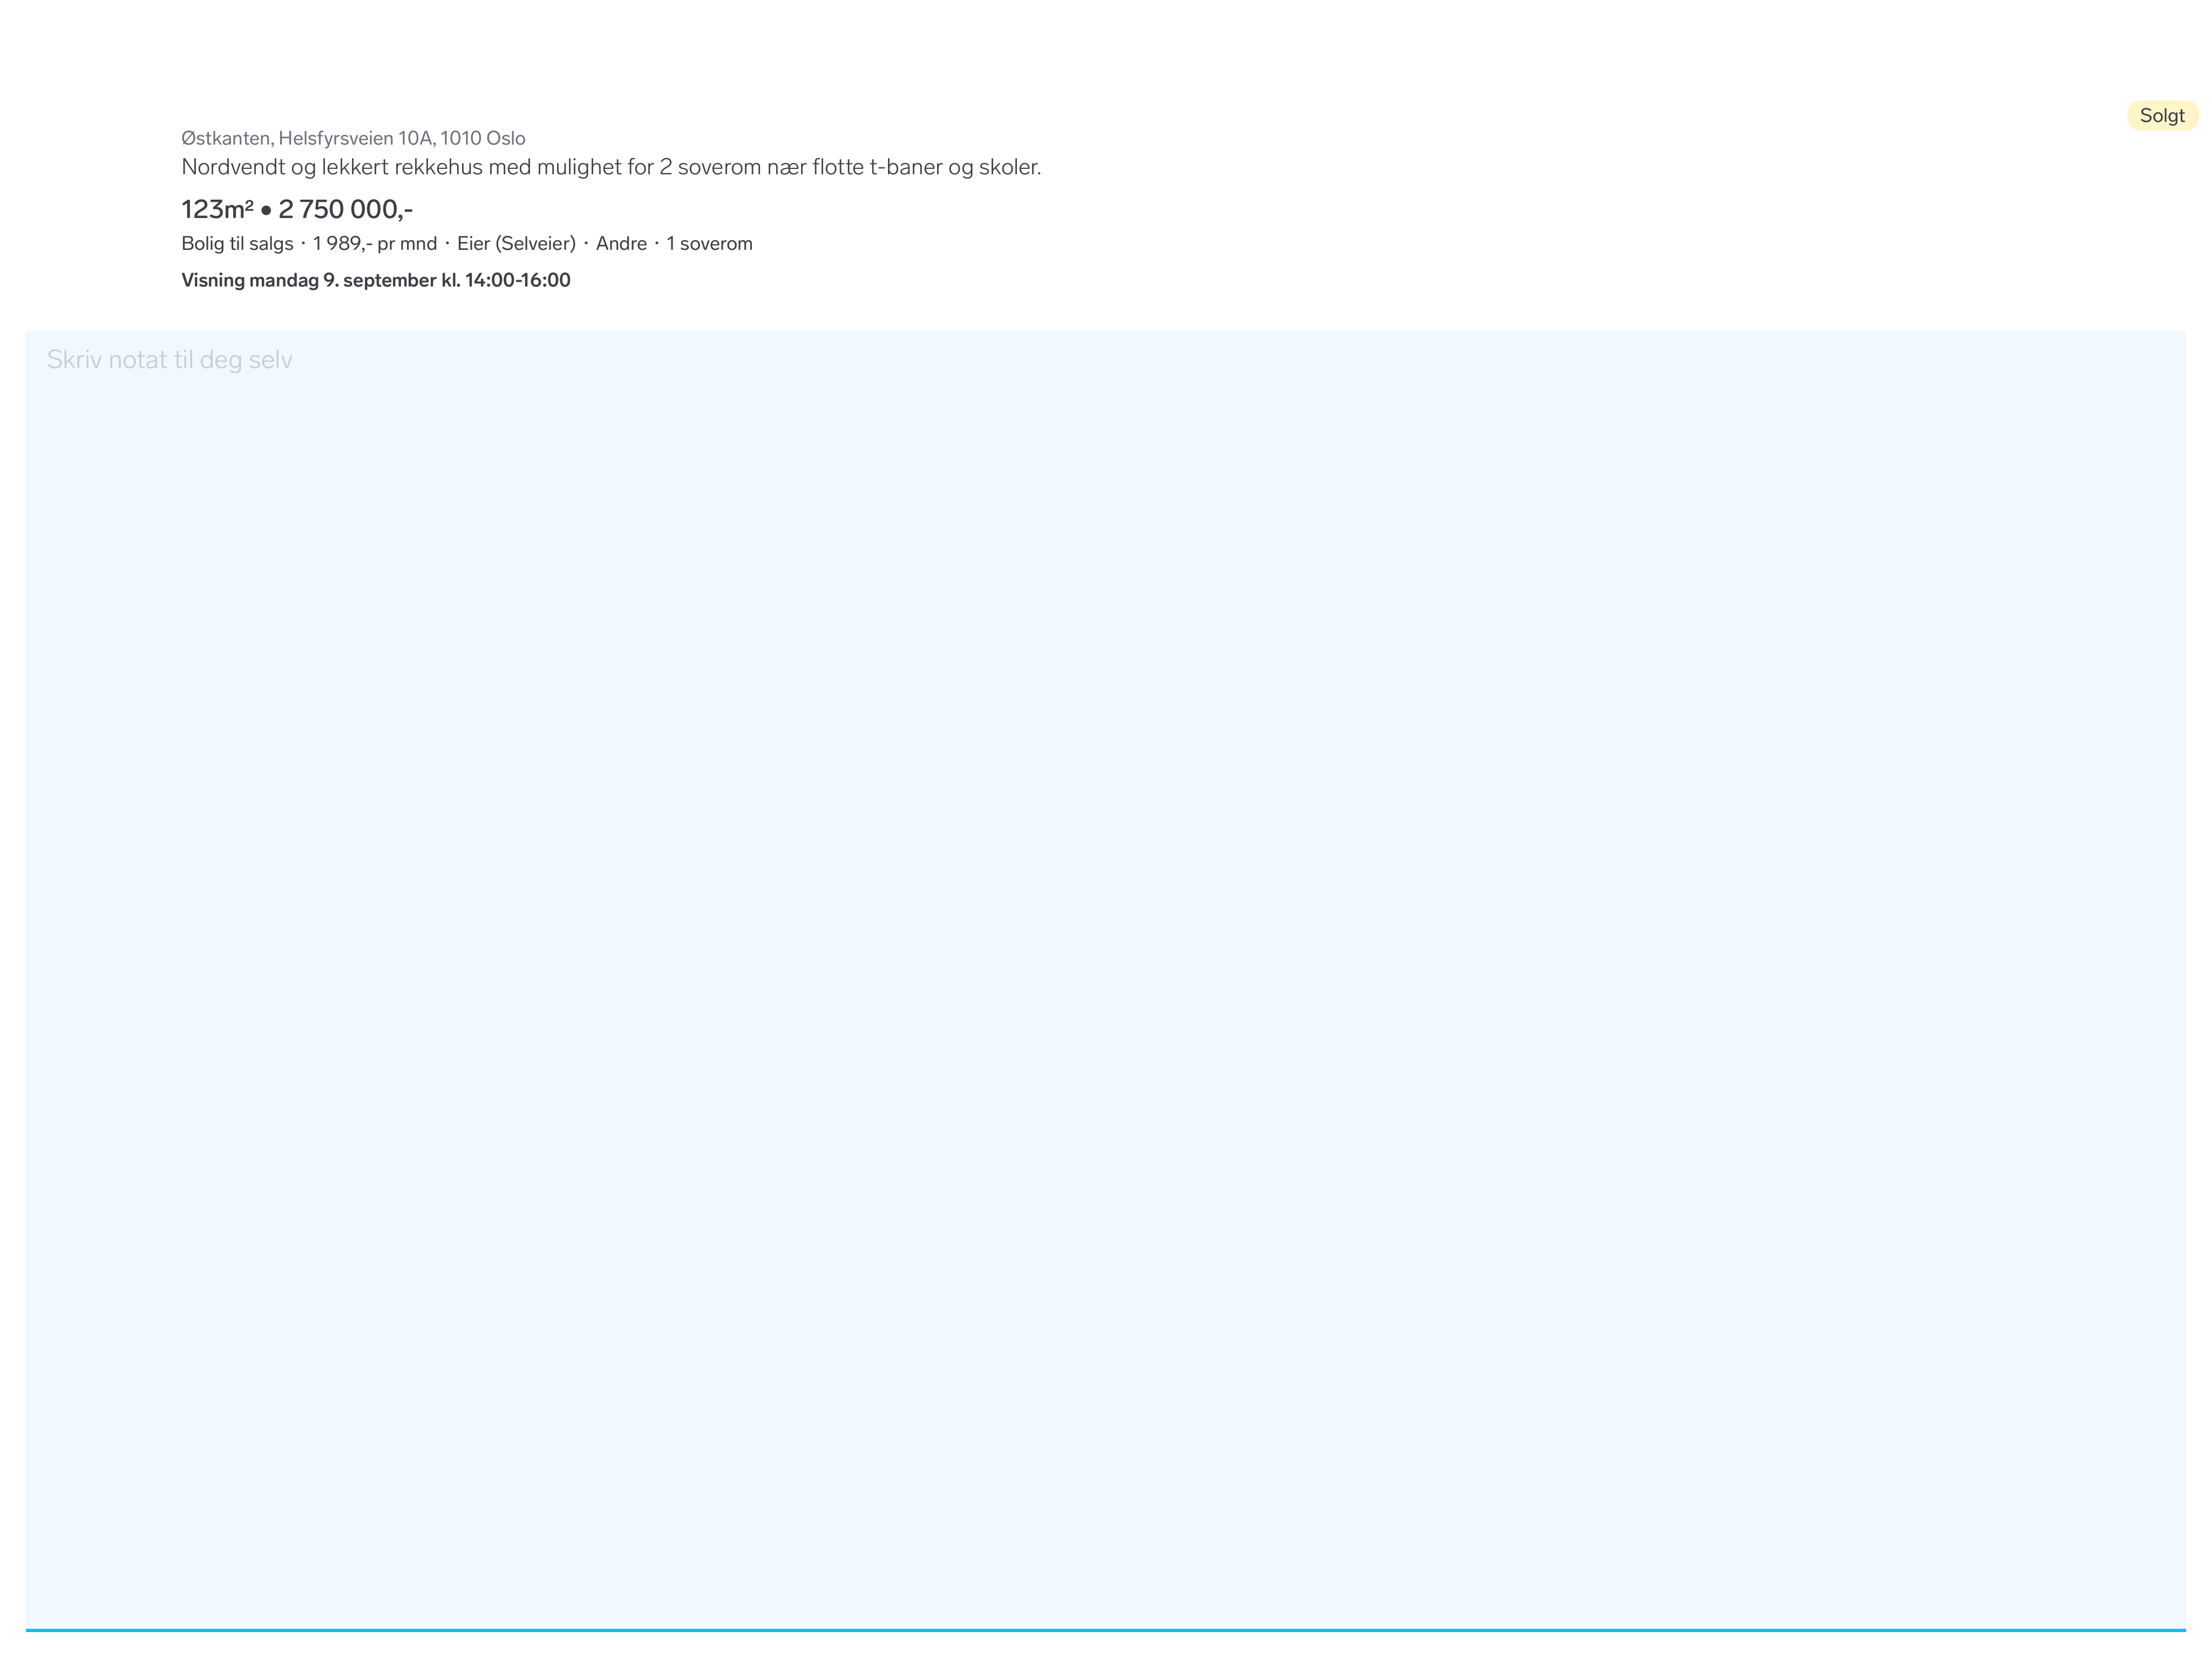 Solgt
Østkanten, Helsfyrsveien 10A, 1010 Oslo
Nordvendt og lekkert rekkehus med mulighet for 2 soverom nær flotte t-baner og skoler.
123m² • 2 750 000,-
Bolig til salgs ・ 1 989,- pr mnd ・ Eier (Selveier) ・ Andre ・ 1 soverom
Visning mandag 9. september kl. 14:00-16:00
Skriv notat til deg selv